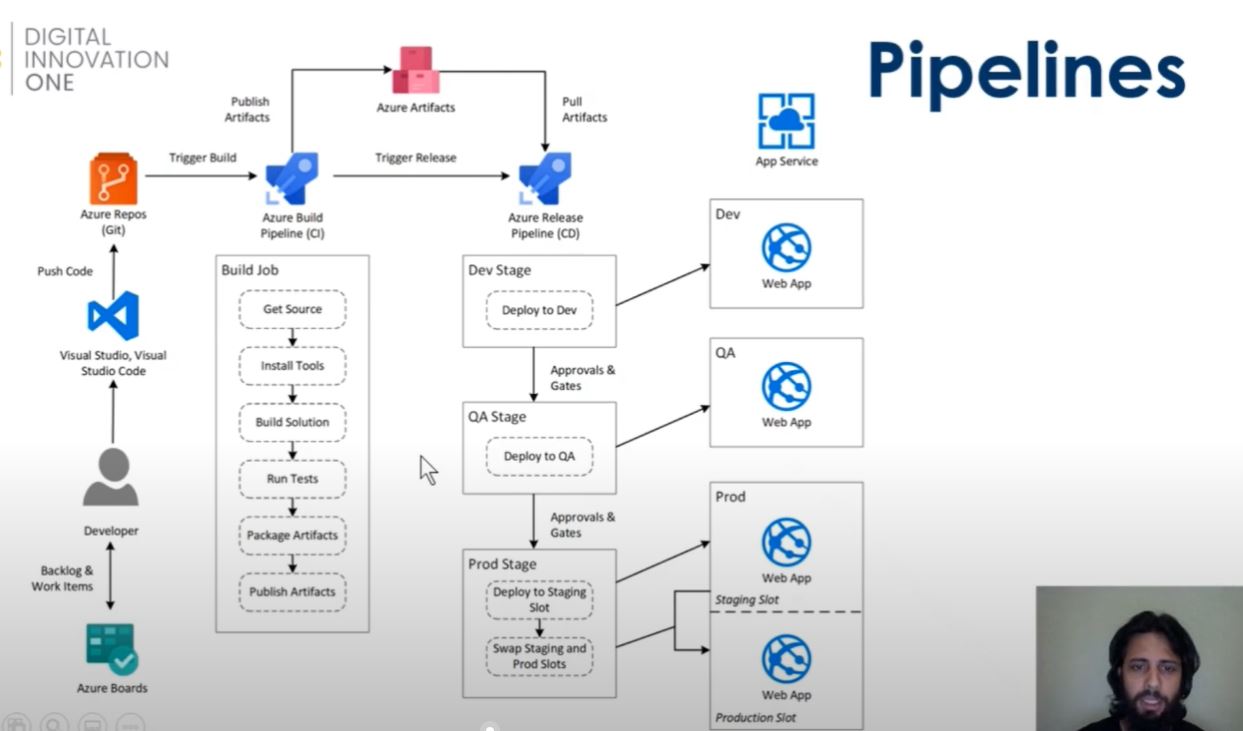 DIGITAL
INNOVATION
ONE
Pipelines
Azure Artifacts
Publish
Artifacts
Pull
Artifacts
App Service
Trigger Build
Trigger Release
Azure Repos
(Git)
Azure Build
Pipeline (CI)
Azure Release
Pipeline (CD)
Push Code
Visual Studio, Visual
Studio Code
Developer
Backlog &
Work Items
Azure Boards
Build Job
Get Source
Install Tools
Build Solution
Run Tests
Package Artifacts
Publish Artifacts
Dev Stage
Deploy to Dev
Approvals &
Gates
QA Stage
Deploy to QA
Approvals &
Gates
Prod Stage
Deploy to Staging
Slot
Swap Staging and
Prod Slots
Dev
Web App
QA
Web App
Prod
Web App
Staging Slot
Web App
Production Slot